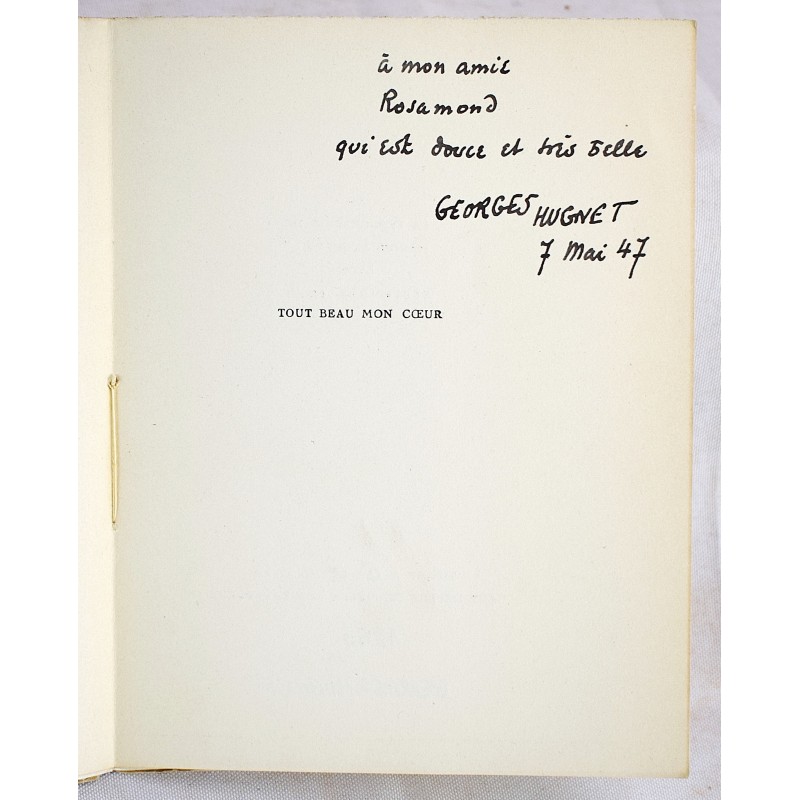 à mon amie
Rosamond
qui est douce et très belle
GEORGES HUGNET
7 Mai 47
TOUT BEAU MON CŒUR